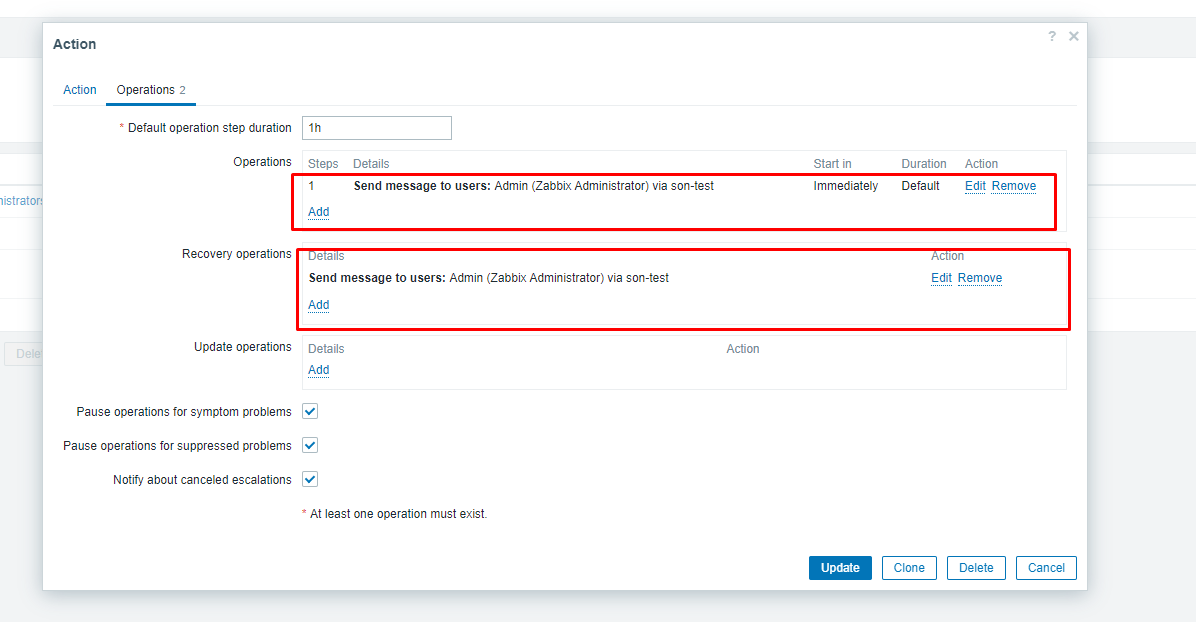 Action
? ×
Action Operations 2
* Default operation step duration 1h
Operations Steps Details Start in Duration Action
1 Send message to users: Admin (Zabbix Administrator) via son-test Immediately Default Edit Remove
Add
nistrators
Recovery operations Details Action
Send message to users: Admin (Zabbix Administrator) via son-test Edit Remove
Add
Update operations Details Action
Dele
Add
Pause operations for symptom problems
Pause operations for suppressed problems
Notify about canceled escalations
* At least one operation must exist.
Update Clone Delete Cancel